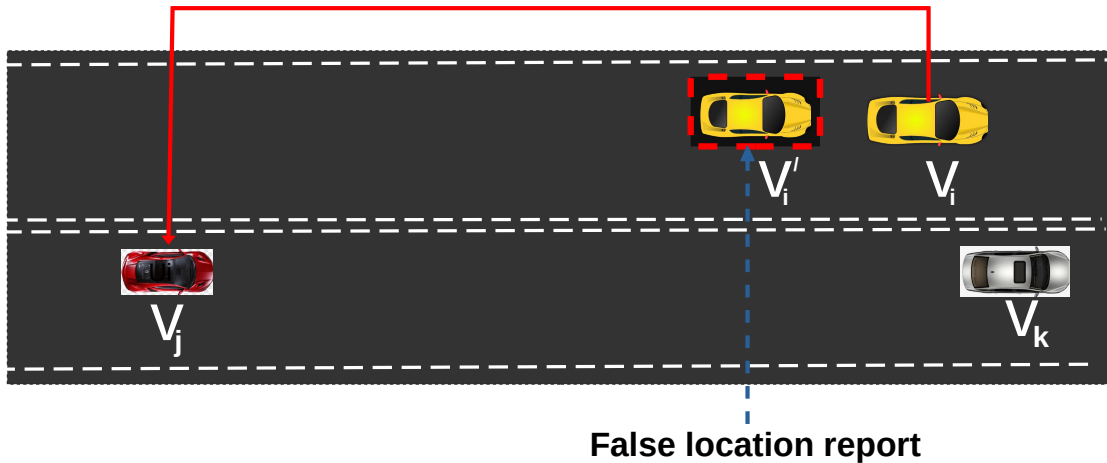 Vi′
Vi
Vj
Vk
False location report